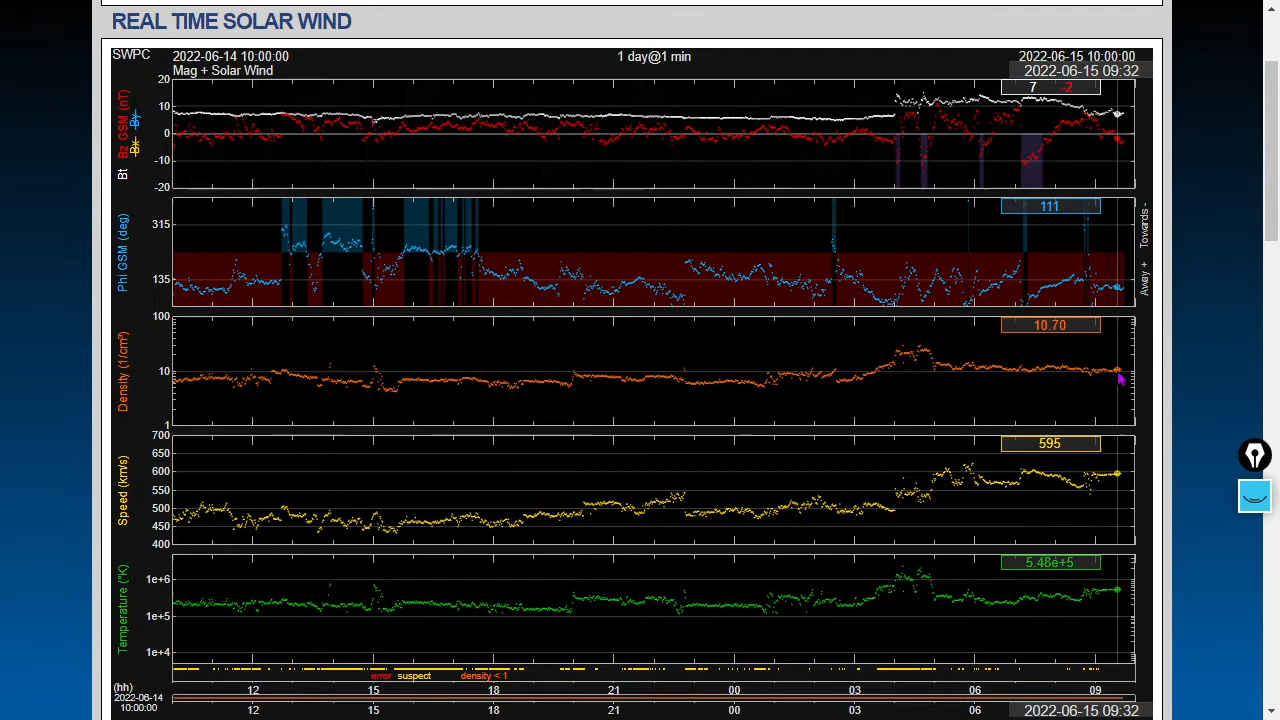 REAL TIME SOLAR WIND
SWPC 2022-06-14 10:00:00 1 day@1 min 2022-06-15 10:00:00
Mag + Solar Wind 2022-06-15 09:32
Bt Bz GSM (nT) Bx By
20
10
0
-10
-20
7 -2
Phi GSM (deg)
315
135
111
Away + Towards -
Density (1/cm³)
100
10
1
10.70
Speed (km/s)
700
650
600
550
500
450
400
595
Temperature (°K)
1e+6
1e+5
1e+4
5.48e+5
error suspect density < 1
(hh) 12 15 18 21 00 03 06 09
2022-06-14
10:00:00
12 15 18 21 00 03 06 2022-06-15 09:32